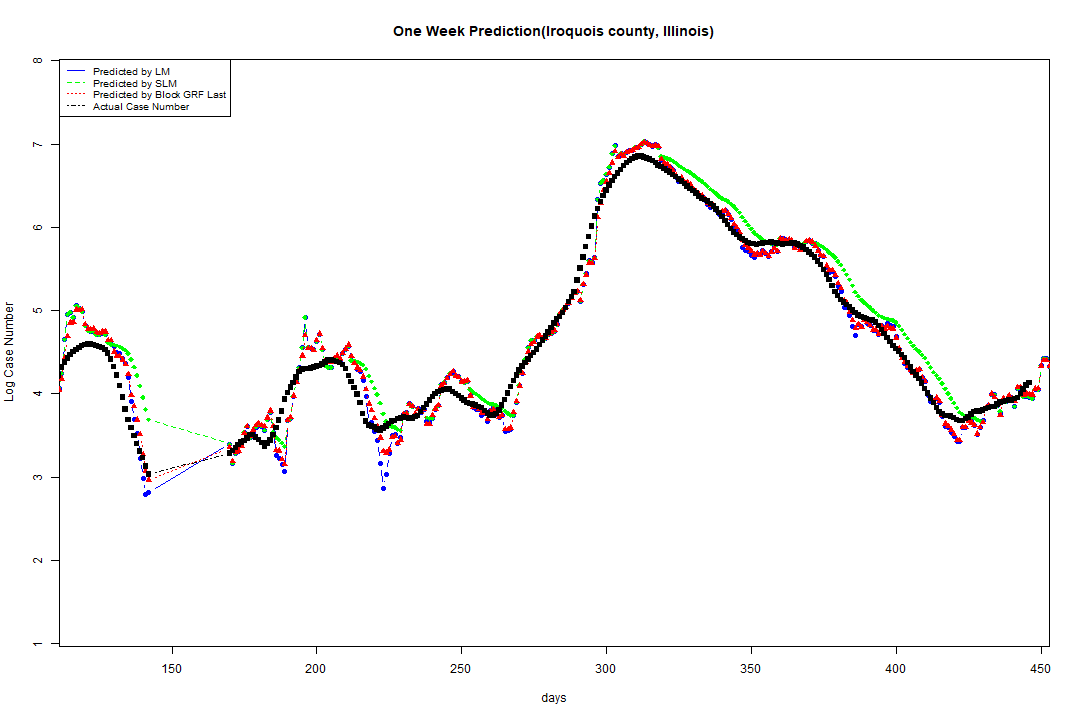 One Week Prediction(Iroquois county, Illinois)
Predicted by LM
Predicted by SLM
Predicted by Block GRF Last
Actual Case Number
8
7
6
5
4
3
2
1
Log Case Number
150 200 250 300 350 400 450
days